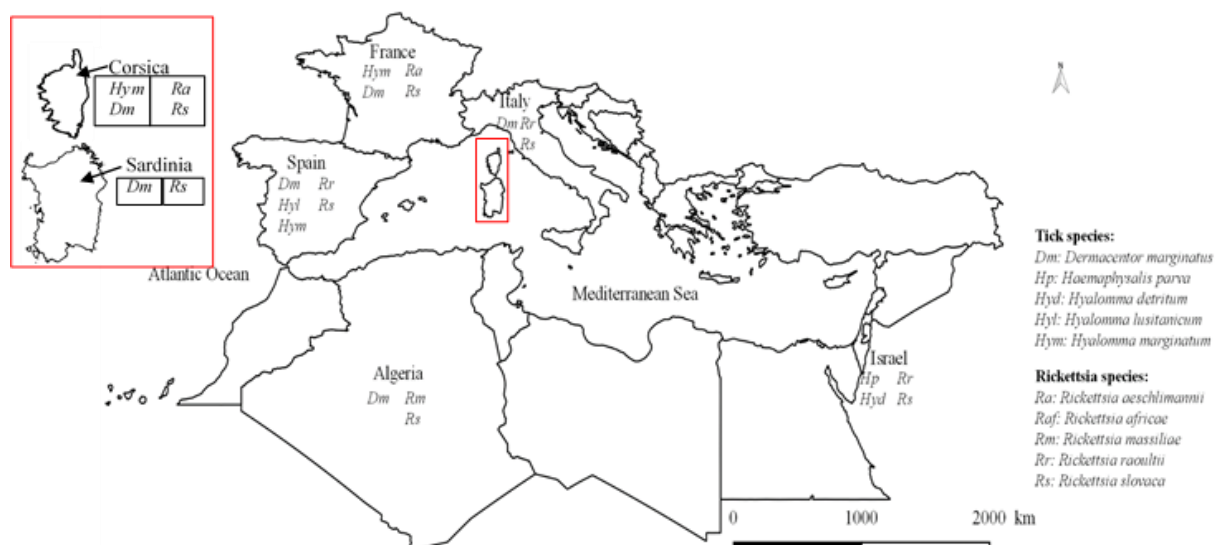 Corsica
Hym Ra
Dm Rs
Sardinia
Dm Rs
France
Hym Ra
Dm Rs
Italy
Dm Rr
Rs
Spain
Dm Rr
Hyl Rs
Hym
Atlantic Ocean
Mediterranean Sea
Algeria
Dm Rm
Rs
Israel
Hp Rr
Hyd Rs
N
Tick species:
Dm: Dermacentor marginatus
Hp: Haemaphysalis parva
Hyd: Hyalomma detritum
Hyl: Hyalomma lusitanicum
Hym: Hyalomma marginatum
Rickettsia species:
Ra: Rickettsia aeschlimannii
Raf: Rickettsia africae
Rm: Rickettsia massiliae
Rr: Rickettsia raoultii
Rs: Rickettsia slovaca
0 1000 2000 km